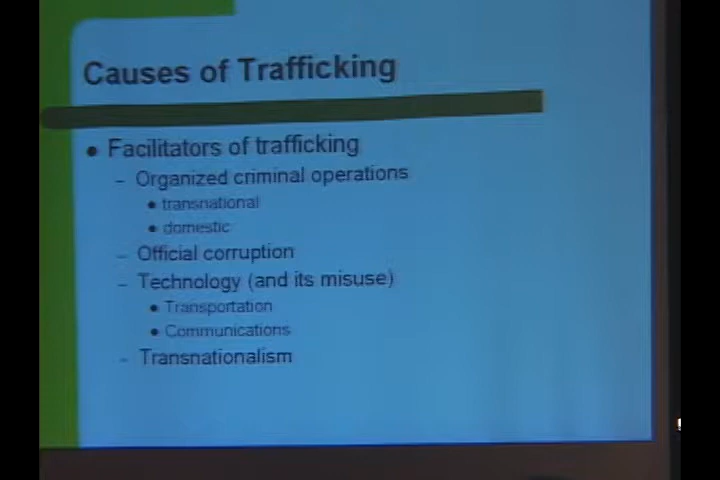 Causes of Trafficking
● Facilitators of trafficking
– Organized criminal operations
● transnational
● domestic
– Official corruption
– Technology (and its misuse)
● Transportation
● Communications
– Transnationalism